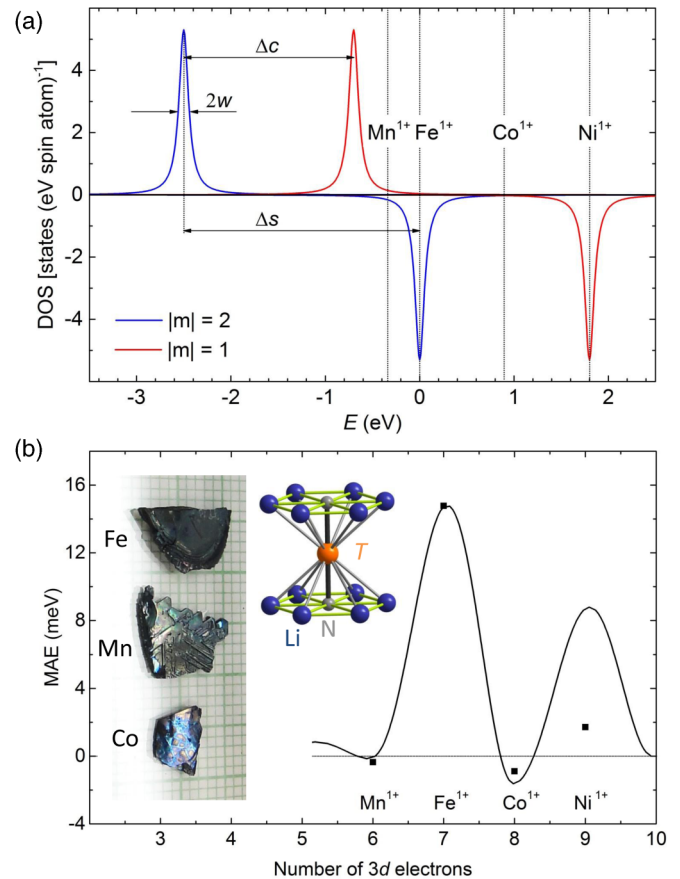 (a)
4
2
0
-2
-4
DOS [states (eV spin atom)⁻¹]
Δc
2w
Mn¹⁺ Fe¹⁺ Co¹⁺ Ni¹⁺
Δs
|m| = 2
|m| = 1
-3 -2 -1 0 1 2
E (eV)
(b)
16
12
8
4
0
-4
MAE (meV)
Fe
Mn
Co
T
Li
N
Mn¹⁺ Fe¹⁺ Co¹⁺ Ni¹⁺
3 4 5 6 7 8 9 10
Number of 3d electrons